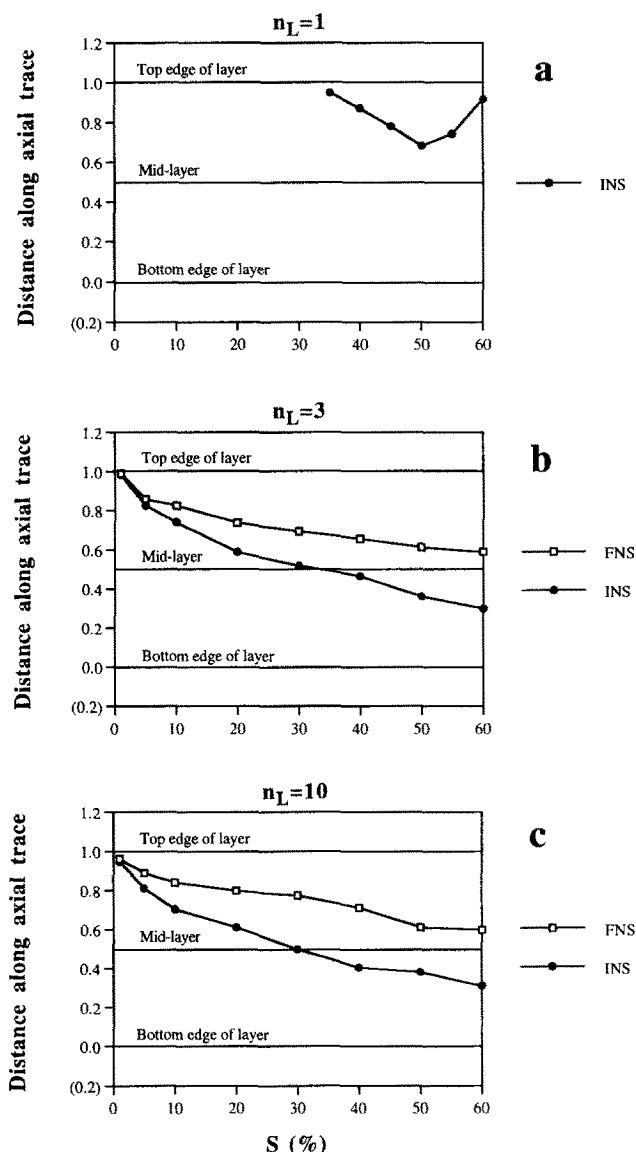 n_L=1
a
Distance along axial trace
1.2
1.0
0.8
0.6
0.4
0.2
0.0
(0.2)
Top edge of layer
Mid-layer
Bottom edge of layer
0 10 20 30 40 50 60
INS
n_L=3
b
Distance along axial trace
1.2
1.0
0.8
0.6
0.4
0.2
0.0
(0.2)
Top edge of layer
Mid-layer
Bottom edge of layer
0 10 20 30 40 50 60
FNS
INS
n_L=10
c
Distance along axial trace
1.2
1.0
0.8
0.6
0.4
0.2
0.0
(0.2)
Top edge of layer
Mid-layer
Bottom edge of layer
0 10 20 30 40 50 60
FNS
INS
S (%)